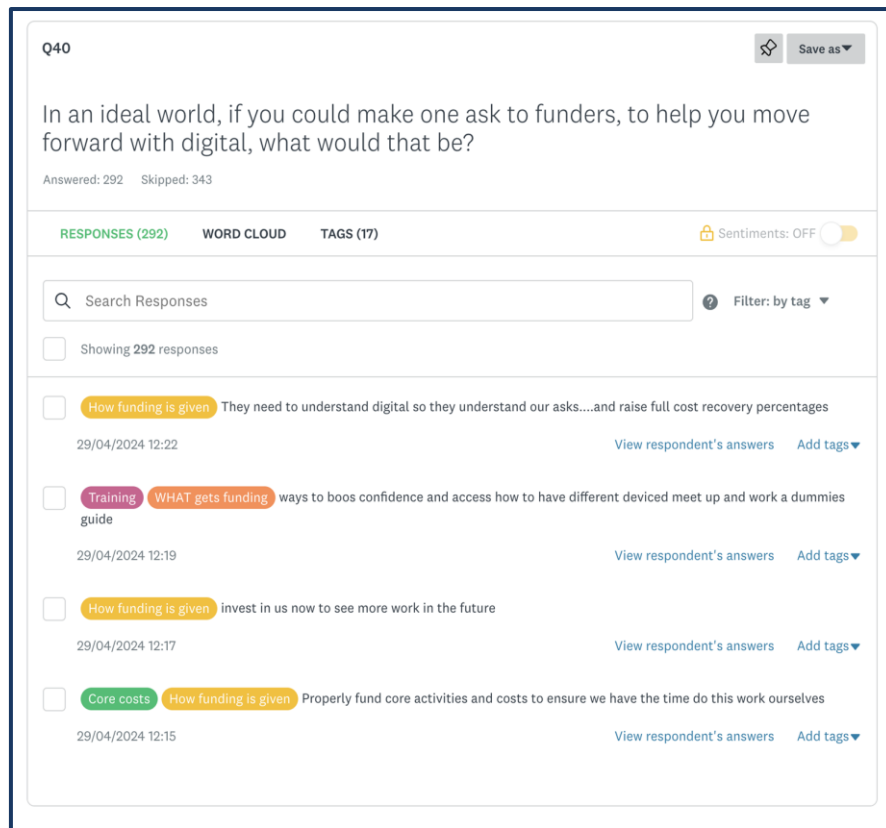 Q40
Save as
In an ideal world, if you could make one ask to funders, to help you move
forward with digital, what would that be?
Answered: 292 Skipped: 343
RESPONSES (292) WORD CLOUD TAGS (17) Sentiments: OFF
Search Responses ? Filter: by tag
Showing 292 responses
How funding is given They need to understand digital so they understand our asks....and raise full cost recovery percentages
29/04/2024 12:22 View respondent's answers Add tags
Training WHAT gets funding ways to boos confidence and access how to have different deviced meet up and work a dummies
guide
29/04/2024 12:19 View respondent's answers Add tags
How funding is given invest in us now to see more work in the future
29/04/2024 12:17 View respondent's answers Add tags
Core costs How funding is given Properly fund core activities and costs to ensure we have the time do this work ourselves
29/04/2024 12:15 View respondent's answers Add tags